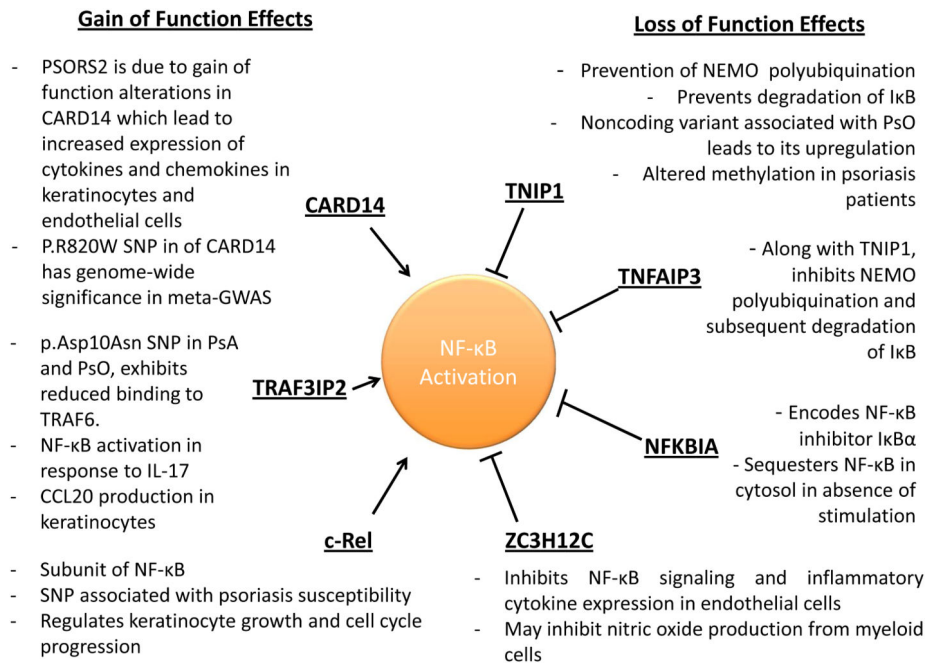 Gain of Function Effects
- PSORS2 is due to gain of
function alterations in
CARD14 which lead to
increased expression of
cytokines and chemokines in
keratinocytes and
endothelial cells
- P.R820W SNP in of CARD14
has genome-wide
significance in meta-GWAS
- p.Asp10Asn SNP in PsA
and PsO, exhibits
reduced binding to
TRAF6.
- NF-κB activation in
response to IL-17
- CCL20 production in
keratinocytes
- Subunit of NF-κB
- SNP associated with psoriasis susceptibility
- Regulates keratinocyte growth and cell cycle
progression
CARD14
TRAF3IP2
c-Rel
NF-κB
Activation
TNIP1
TNFAIP3
NFKBIA
ZC3H12C
Loss of Function Effects
- Prevention of NEMO polyubiquination
- Prevents degradation of IκB
- Noncoding variant associated with PsO
leads to its upregulation
- Altered methylation in psoriasis
patients
- Along with TNIP1,
inhibits NEMO
polyubiquination and
subsequent degradation
of IκB
- Encodes NF-κB
inhibitor IκBα
- Sequesters NF-κB in
cytosol in absence of
stimulation
- Inhibits NF-κB signaling and inflammatory
cytokine expression in endothelial cells
- May inhibit nitric oxide production from myeloid
cells